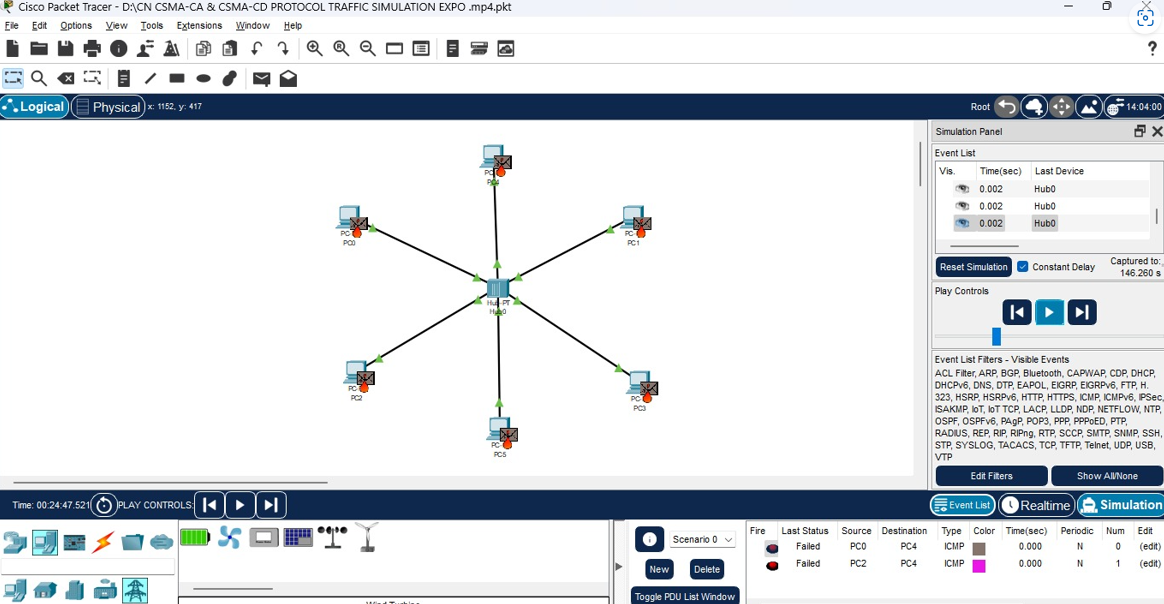 Cisco Packet Tracer - D:\CN CSMA-CA & CSMA-CD PROTOCOL TRAFFIC SIMULATION EXPO .mp4.pkt
File Edit Options View Tools Extensions Window Help
?
Logical Physical x: 1152, y: 417 Root 14:04:00
Simulation Panel
Event List
Vis. Time(sec) Last Device
0.002 Hub0
0.002 Hub0
0.002 Hub0
Reset Simulation Constant Delay Captured to:
146.260 s
Play Controls
Event List Filters - Visible Events
ACL Filter, ARP, BGP, Bluetooth, CAPWAP, CDP, DHCP,
DHCPv6, DNS, DTP, EAPOL, EIGRP, EIGRPv6, FTP, H.
323, HSRP, HSRPv6, HTTP, HTTPS, ICMP, ICMPv6, IPSec,
ISAKMP, IoT, IoT TCP, LACP, LLDP, NDP, NETFLOW, NTP,
OSPF, OSPFv6, PAgP, POP3, PPP, PPPoED, PTP,
RADIUS, REP, RIP, RIPng, RTP, SCCP, SMTP, SNMP, SSH,
STP, SYSLOG, TACACS, TCP, TFTP, Telnet, UDP, USB,
VTP
Edit Filters Show All/None
PC
PC4
PC-
PC0
PC-
PC1
Hub-PT
Hub0
PC-
PC2
PC-
PC3
PC-
PC5
Time: 00:24:47.521 PLAY CONTROLS: Event List Realtime Simulation
Scenario 0
New Delete
Toggle PDU List Window
Fire Last Status Source Destination Type Color Time(sec) Periodic Num Edit
Failed PC0 PC4 ICMP 0.000 N 0 (edit)
Failed PC2 PC4 ICMP 0.000 N 1 (edit)
Wind Turbine